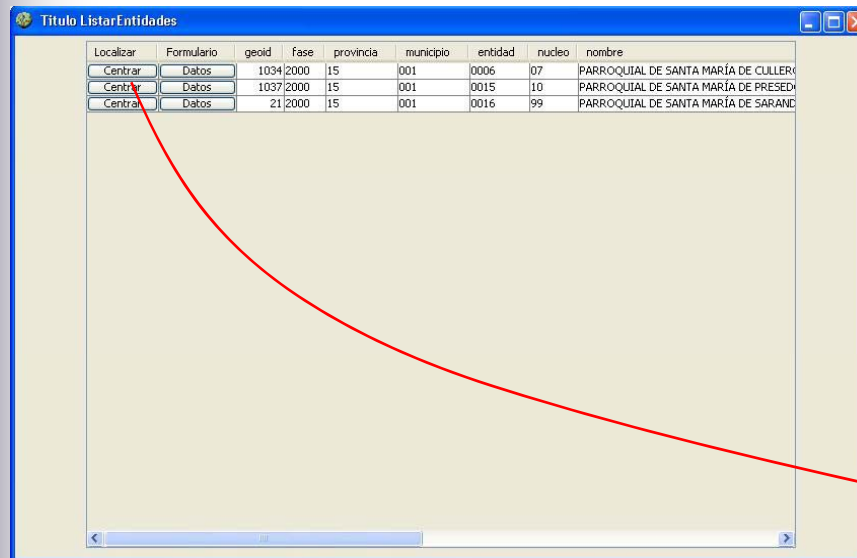 Título ListarEntidades
Localizar Formulario geoid fase provincia municipio entidad nucleo nombre
Centrar Datos 1034 2000 15 001 0006 07 PARROQUIAL DE SANTA MARÍA DE CULLER
Centrar Datos 1037 2000 15 001 0015 10 PARROQUIAL DE SANTA MARÍA DE PRESED
Centrar Datos 21 2000 15 001 0016 99 PARROQUIAL DE SANTA MARÍA DE SARAND